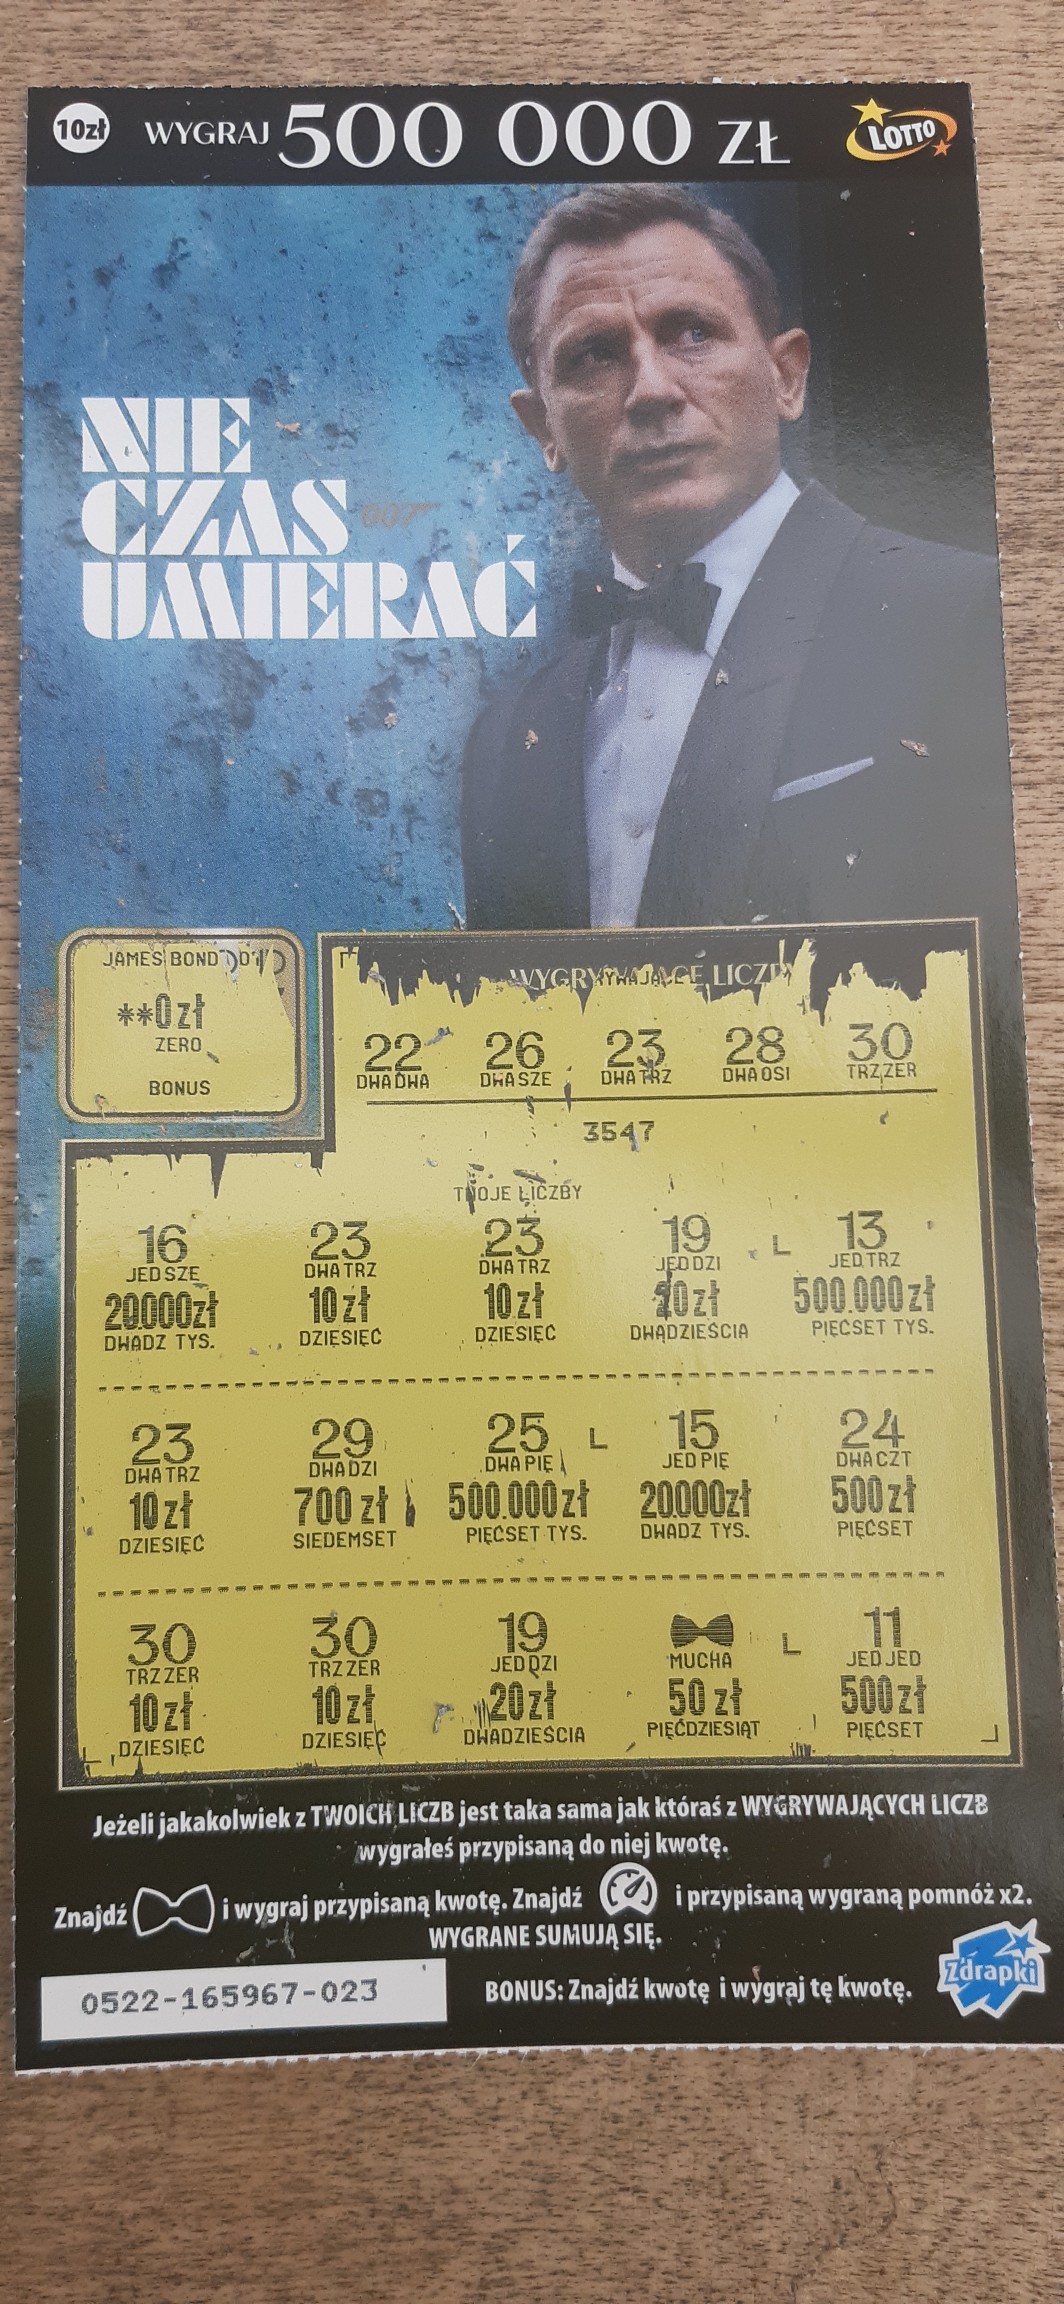 10zł WYGRAJ 500 000 ZŁ LOTTO
NIE
CZAS 007
UMIERAĆ
JAMES BOND
**0zł
ZERO
BONUS
WYGRYWAJĄCE LICZBY
22 26 23 28 30
DWADWA DWASZE DWATRZ DWAOSI TRZZER
3547
TWOJE LICZBY
16 23 23 19 13
JEDSZE DWATRZ DWATRZ JEDDZI JEDTRZ
20000zł 10zł 10zł 20zł 500.000zł
DWADZ TYS. DZIESIĘĆ DZIESIĘĆ DWADZIEŚCIA PIĘĆSET TYS.
L
23 29 25 15 24
DWATRZ DWADZI DWAPIĘ JEDPIĘ DWACZT
10zł 700zł 500.000zł 20000zł 500zł
DZIESIĘĆ SIEDEMSET PIĘĆSET TYS. DWADZ TYS. PIĘĆSET
L
30 30 19 11
TRZZER TRZZER JEDDZI MUCHA JEDJED
10zł 10zł 20zł 50zł 500zł
DZIESIĘĆ DZIESIĘĆ DWADZIEŚCIA PIĘĆDZIESIĄT PIĘĆSET
L
Jeżeli jakakolwiek z TWOICH LICZB jest taka sama jak któraś z WYGRYWAJĄCYCH LICZB
wygrałeś przypisaną do niej kwotę.
Znajdź i wygraj przypisaną kwotę. Znajdź i przypisaną wygraną pomnóż x2.
WYGRANE SUMUJĄ SIĘ.
0522-165967-023 BONUS: Znajdź kwotę i wygraj tę kwotę. Zdrapki